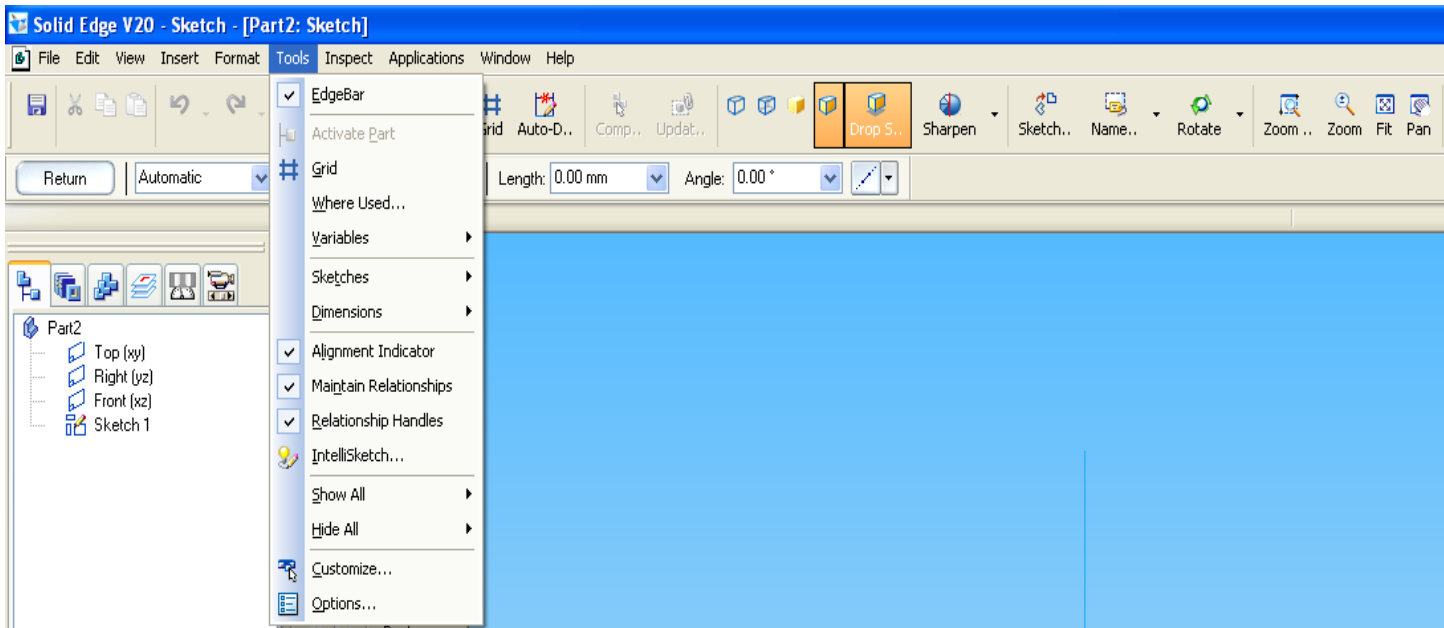 Solid Edge V20 - Sketch - [Part2: Sketch]
File Edit View Insert Format Tools Inspect Applications Window Help
Grid Auto-D.. Comp.. Updat.. Drop S.. Sharpen Sketch.. Name.. Rotate Zoom .. Zoom Fit Pan
Return Automatic Length: 0.00 mm Angle: 0.00 °
EdgeBar
Activate Part
Grid
Where Used...
Variables
Sketches
Dimensions
Alignment Indicator
Maintain Relationships
Relationship Handles
IntelliSketch...
Show All
Hide All
Customize...
Options...
Part2
Top (xy)
Right (yz)
Front (xz)
Sketch 1